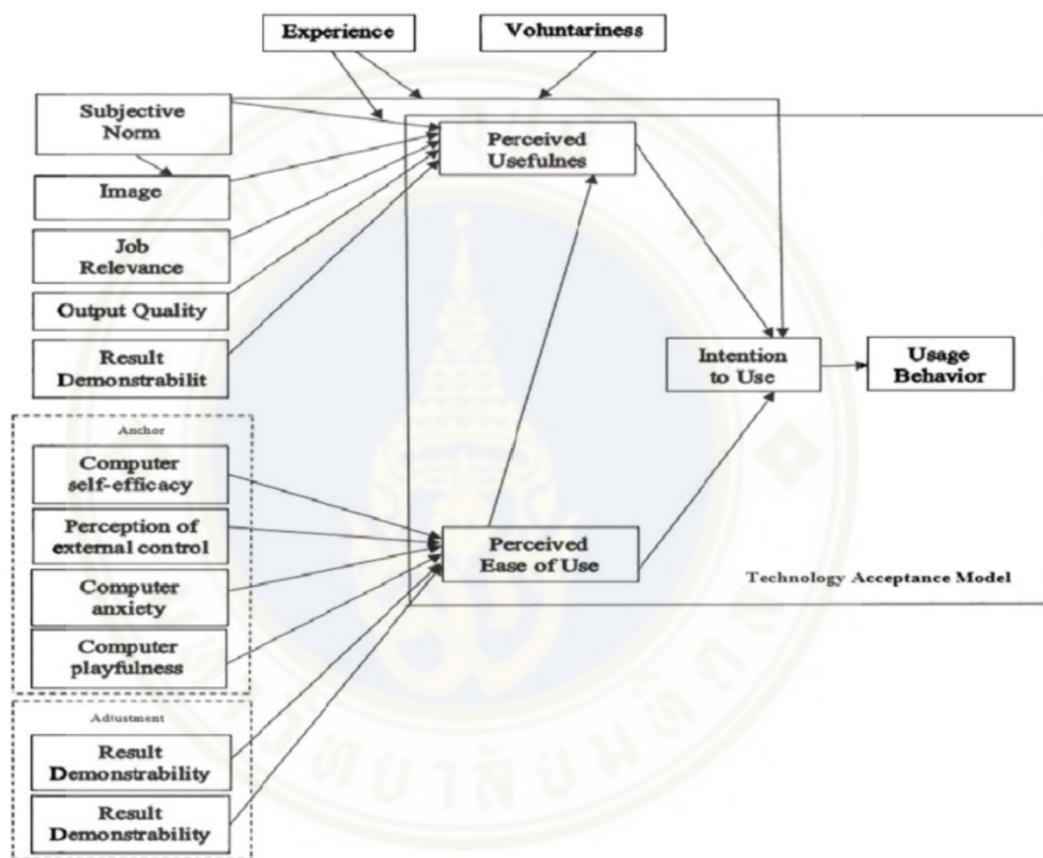 Experience
Voluntariness
Subjective
Norm
Image
Job
Relevance
Output Quality
Result
Demonstrabilit
Perceived
Usefulnes
Intention
to Use
Usage
Behavior
Anchor
Computer
self-efficacy
Perception of
external control
Computer
anxiety
Computer
playfulness
Perceived
Ease of Use
Technology Acceptance Model
Adjustment
Result
Demonstrability
Result
Demonstrability